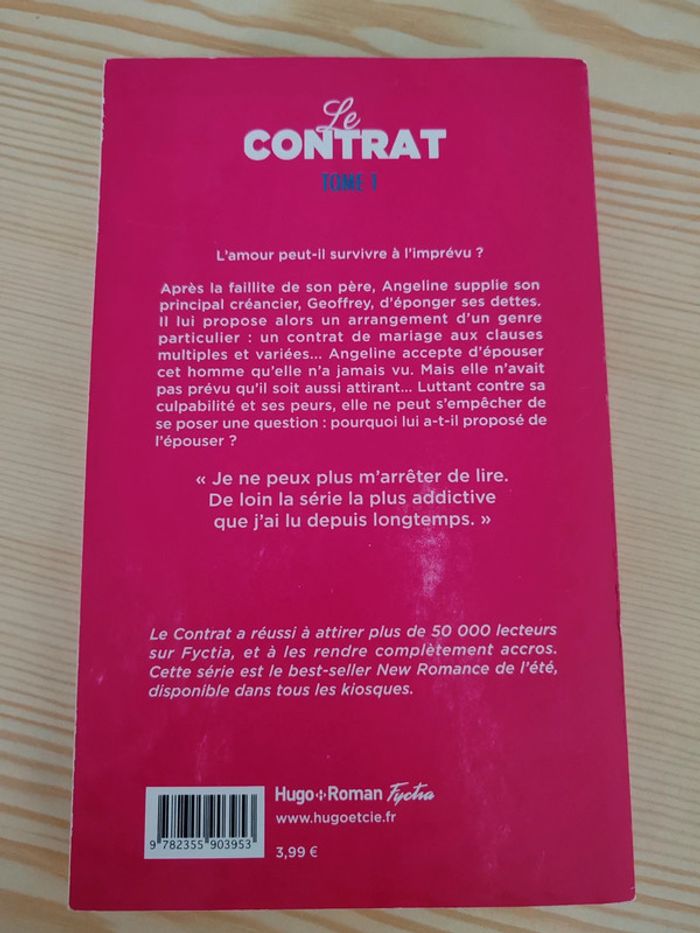 Le
CONTRAT
TOME 1
L'amour peut-il survivre à l'imprévu ?
Après la faillite de son père, Angeline supplie son
principal créancier, Geoffrey, d'éponger ses dettes.
Il lui propose alors un arrangement d'un genre
particulier : un contrat de mariage aux clauses
multiples et variées... Angeline accepte d'épouser
cet homme qu'elle n'a jamais vu. Mais elle n'avait
pas prévu qu'il soit aussi attirant... Luttant contre sa
culpabilité et ses peurs, elle ne peut s'empêcher de
se poser une question : pourquoi lui a-t-il proposé de
l'épouser ?
« Je ne peux plus m'arrêter de lire.
De loin la série la plus addictive
que j'ai lu depuis longtemps. »
Le Contrat a réussi à attirer plus de 50 000 lecteurs
sur Fyctia, et à les rendre complètement accros.
Cette série est le best-seller New Romance de l'été,
disponible dans tous les kiosques.
Hugo+Roman Fyctia
www.hugoetcie.fr
9 782355 903953
3,99 €